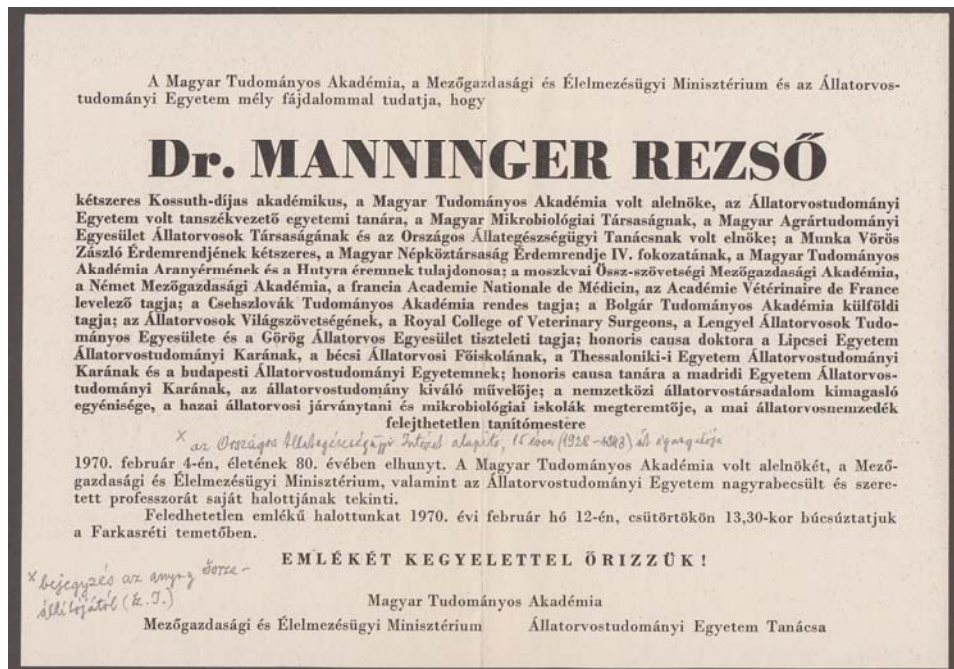 A Magyar Tudományos Akadémia, a Mezőgazdasági és Élelmezésügyi Minisztérium és az Állatorvos-
tudományi Egyetem mély fájdalommal tudatja, hogy
Dr. MANNINGER REZSŐ
kétszeres Kossuth-díjas akadémikus, a Magyar Tudományos Akadémia volt alelnöke, az Állatorvostudományi
Egyetem volt tanszékvezető egyetemi tanára, a Magyar Mikrobiológiai Társaságnak, a Magyar Agrártudományi
Egyesület Állatorvosok Társaságának és az Országos Állategészségügyi Tanácsnak volt elnöke; a Munka Vörös
Zászló Érdemrendjének kétszeres, a Magyar Népköztársaság Érdemrendje IV. fokozatának, a Magyar Tudományos
Akadémia Aranyérmének és a Hutyra éremnek tulajdonosa; a moszkvai Össz-szövetségi Mezőgazdasági Akadémia,
a Német Mezőgazdasági Akadémia, a francia Academie Nationale de Médicin, az Académie Vétérinaire de France
levelező tagja; a Csehszlovák Tudományos Akadémia rendes tagja; a Bolgár Tudományos Akadémia külföldi
tagja; az Állatorvosok Világszövetségének, a Royal College of Veterinary Surgeons, a Lengyel Állatorvosok Tudo-
mányos Egyesülete és a Görög Állatorvos Egyesület tiszteleti tagja; honoris causa doktora a Lipcsei Egyetem
Állatorvostudományi Karának, a bécsi Állatorvosi Főiskolának, a Thessaloniki-i Egyetem Állatorvostudományi
Karának és a budapesti Állatorvostudományi Egyetemnek; honoris causa tanára a madridi Egyetem Állatorvos-
tudományi Karának, az állatorvostudomány kiváló művelője; a nemzetközi állatorvostársadalom kimagasló
egyénisége, a hazai állatorvosi járványtani és mikrobiológiai iskolák megteremtője, a mai állatorvosnemzedék
felejthetetlen tanítómestere
x az Országos Állategészségügyi Intézet alapító, 15 éven (1928-1943) át igazgatója
1970. február 4-én, életének 80. évében elhunyt. A Magyar Tudományos Akadémia volt alelnökét, a Mező-
gazdasági és Élelmezésügyi Minisztérium, valamint az Állatorvostudományi Egyetem nagyrabecsült és szere-
tett professzorát saját halottjának tekinti.
Feledhetetlen emlékű halottunkat 1970. évi február hó 12-én, csütörtökön 13,30-kor búcsúztatjuk
a Farkasréti temetőben.
EMLÉKÉT KEGYELETTEL ŐRIZZÜK!
x bejegyzés az anyag
Magyar Tudományos Akadémia
Mezőgazdasági és Élelmezésügyi Minisztérium Állatorvostudományi Egyetem Tanácsa